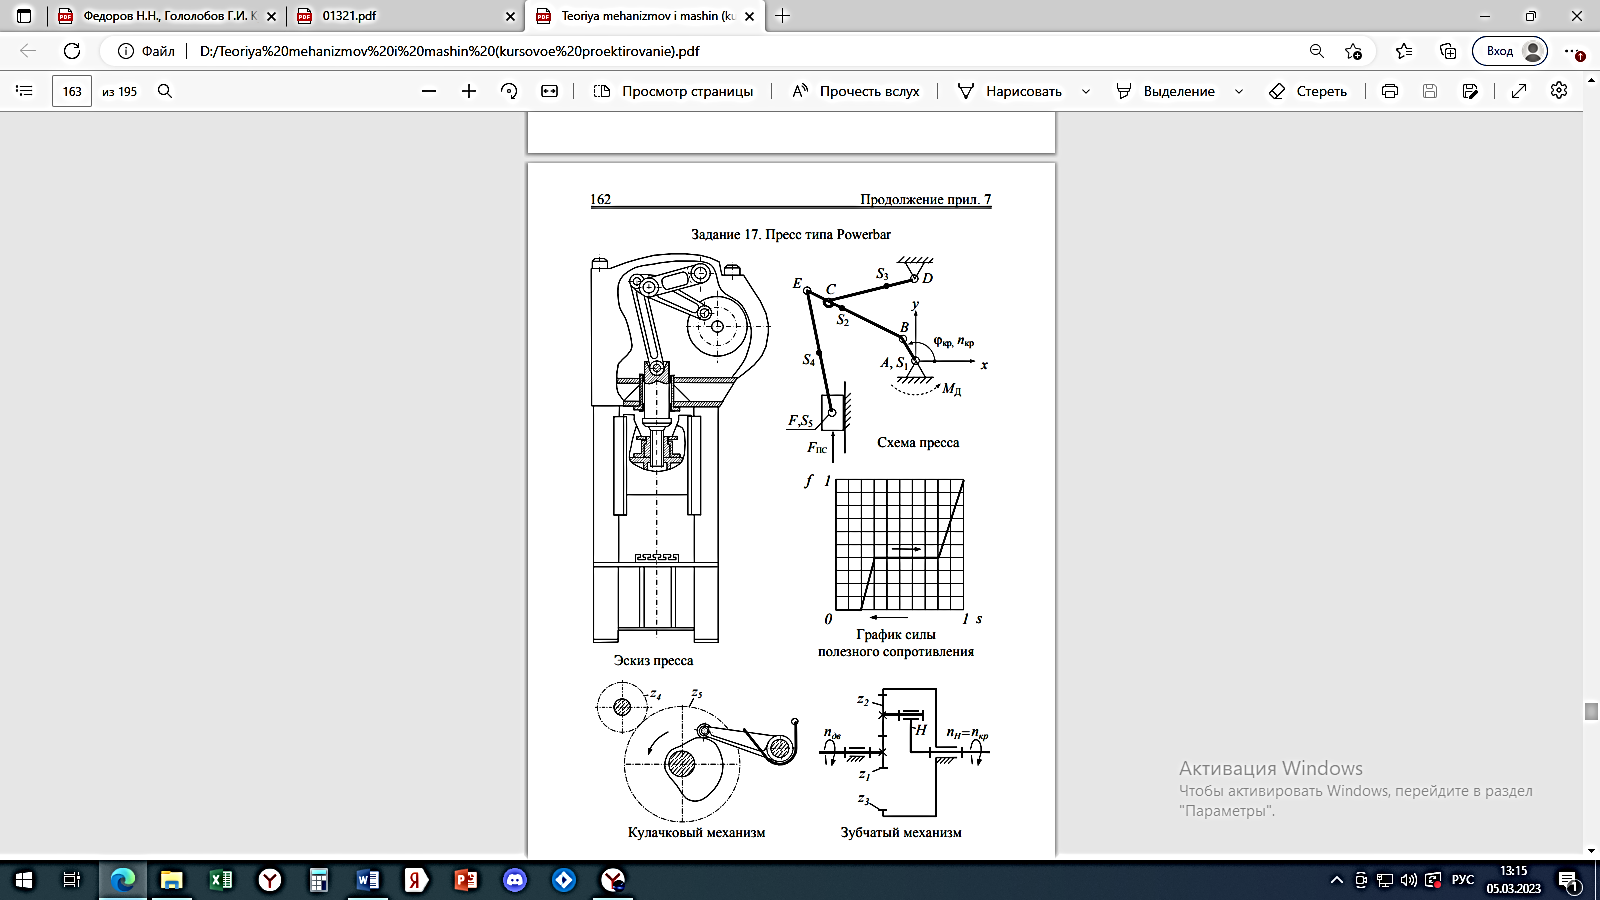 Федоров Н.Н., Гололобов Г.И. К
01321.pdf
Teoriya mehanizmov i mashin (ku
Файл
D:/Teoriya%20mehanizmov%20i%20mashin%20(kursovoe%20proektirovanie).pdf
Вход
163 из 195
Просмотр страницы
Прочесть вслух
Нарисовать
Выделение
Стереть
162 Продолжение прил. 7
Задание 17. Пресс типа Powerbar
E C S3 D
S2 B y
φкр, nкр
S4 A, S1 x
MД
F,S5
FПС
Схема пресса
f 1
0 1 s
График силы
полезного сопротивления
Эскиз пресса
z4 z5
z2
nдв H nH=nкр
z1
z3
Кулачковый механизм
Зубчатый механизм
Активация Windows
Чтобы активировать Windows, перейдите в раздел
"Параметры".
РУС
13:15
05.03.2023
1